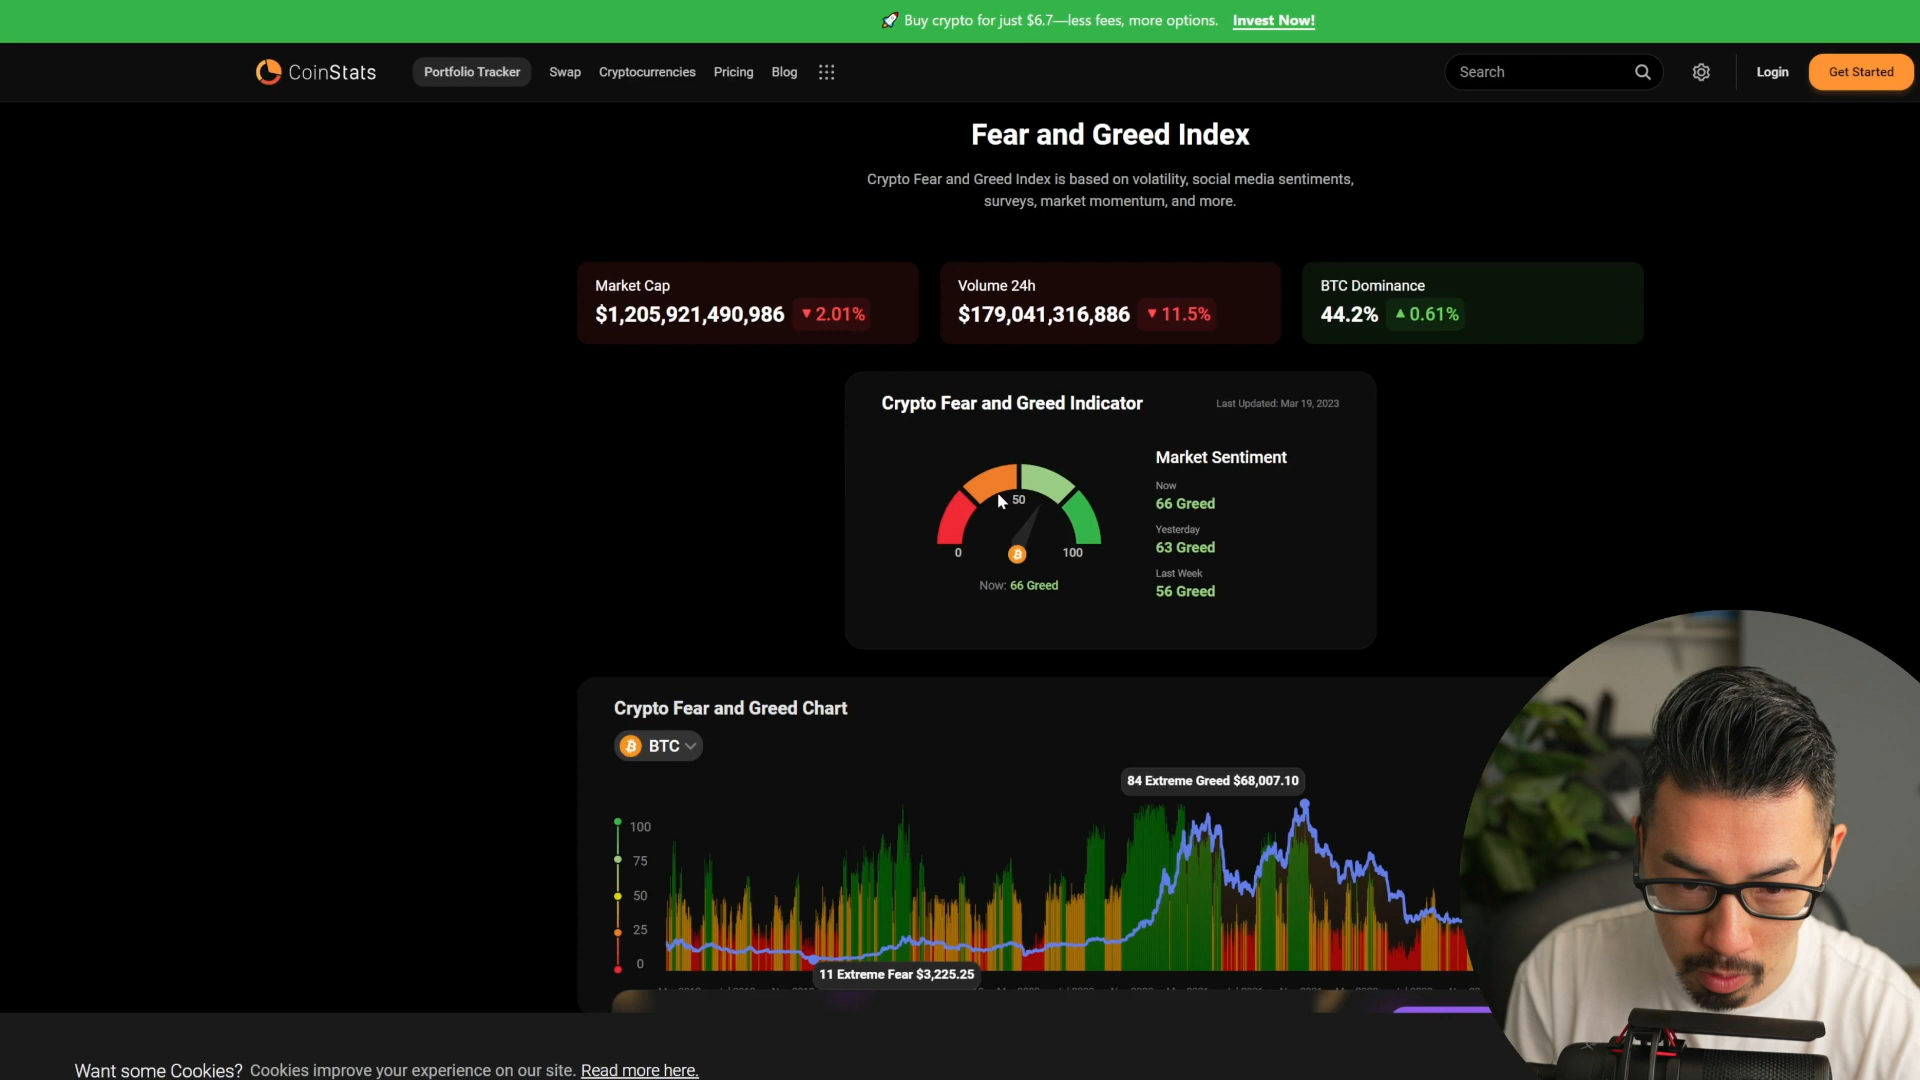 🚀 Buy crypto for just $6.7—less fees, more options. Invest Now!
CoinStats Portfolio Tracker Swap Cryptocurrencies Pricing Blog Search Login Get Started
Fear and Greed Index
Crypto Fear and Greed Index is based on volatility, social media sentiments,
surveys, market momentum, and more.
Market Cap
$1,205,921,490,986 ▼2.01%
Volume 24h
$179,041,316,886 ▼11.5%
BTC Dominance
44.2% ▲0.61%
Crypto Fear and Greed Indicator
Last Updated: Mar 19, 2023
50
0
100
Now: 66 Greed
Market Sentiment
Now
66 Greed
Yesterday
63 Greed
Last Week
56 Greed
Crypto Fear and Greed Chart
BTC
84 Extreme Greed $68,007.10
100
75
50
25
0
11 Extreme Fear $3,225.25
Want some Cookies? Cookies improve your experience on our site. Read more here.